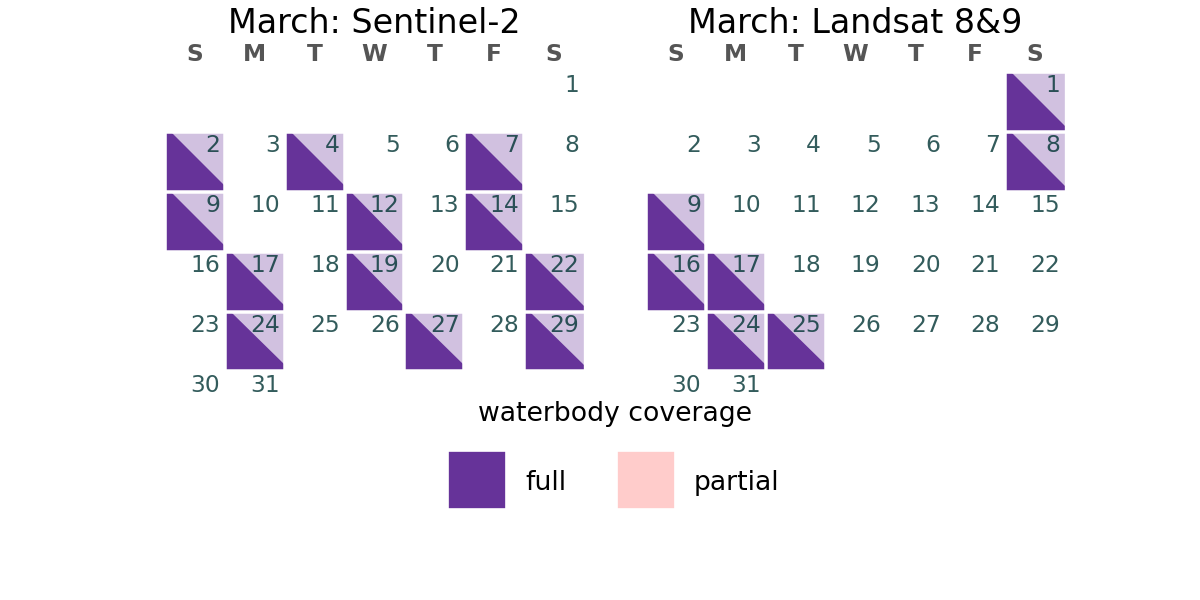 March: Sentinel-2
S M T W T F S
1
2 3 4 5 6 7 8
9 10 11 12 13 14 15
16 17 18 19 20 21 22
23 24 25 26 27 28 29
30 31
March: Landsat 8&9
S M T W T F S
1
2 3 4 5 6 7 8
9 10 11 12 13 14 15
16 17 18 19 20 21 22
23 24 25 26 27 28 29
30 31
waterbody coverage
full partial